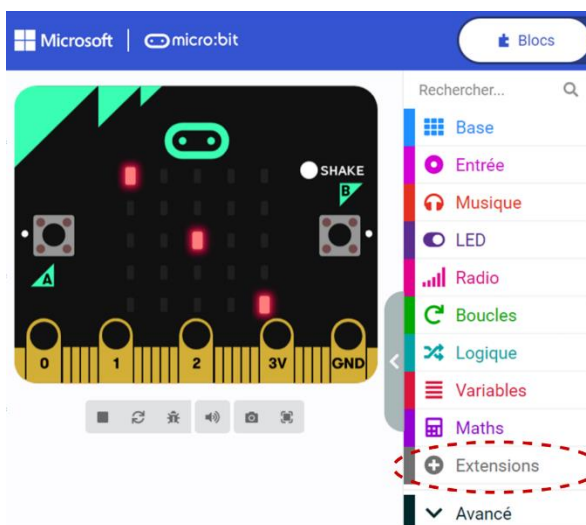 Microsoft micro:bit Blocs
Rechercher...
Base
Entrée
Musique
LED
Radio
Boucles
Logique
Variables
Maths
Extensions
Avancé
SHAKE
B
A
0 1 2 3V GND